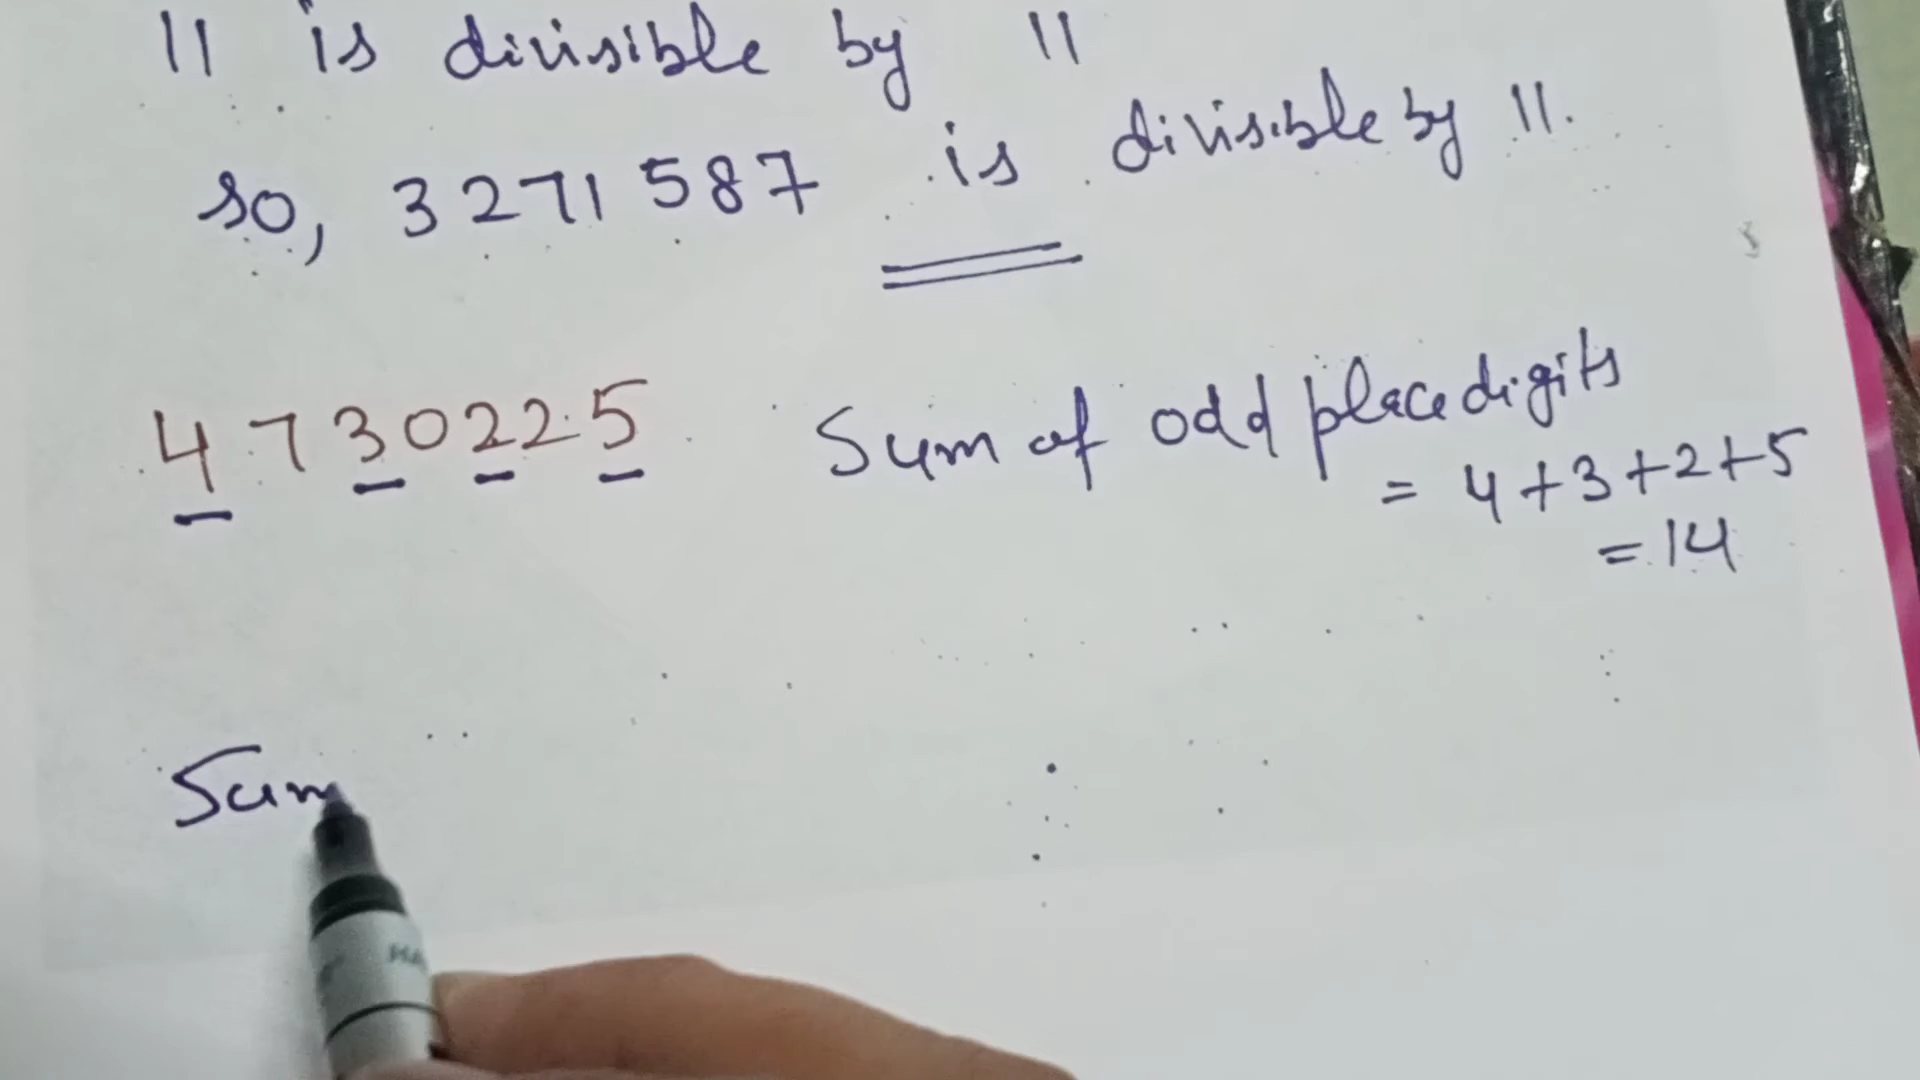 11 is divisible by 11
so, 3271587 is divisible by 11.
4730225 Sum of odd place digits
= 4+3+2+5
= 14
Sum